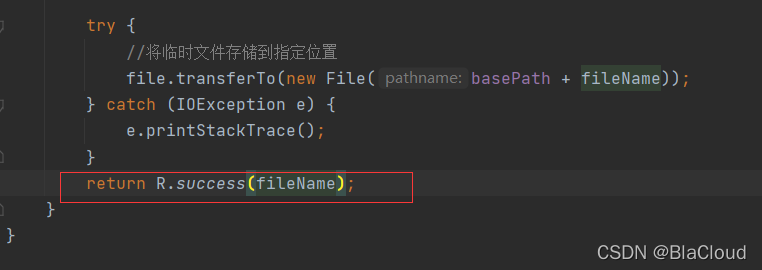 try {
//将临时文件存储到指定位置
file.transferTo(new File( pathname: basePath + fileName));
} catch (IOException e) {
e.printStackTrace();
}
return R.success(fileName);
}
}
CSDN @BlaCloud